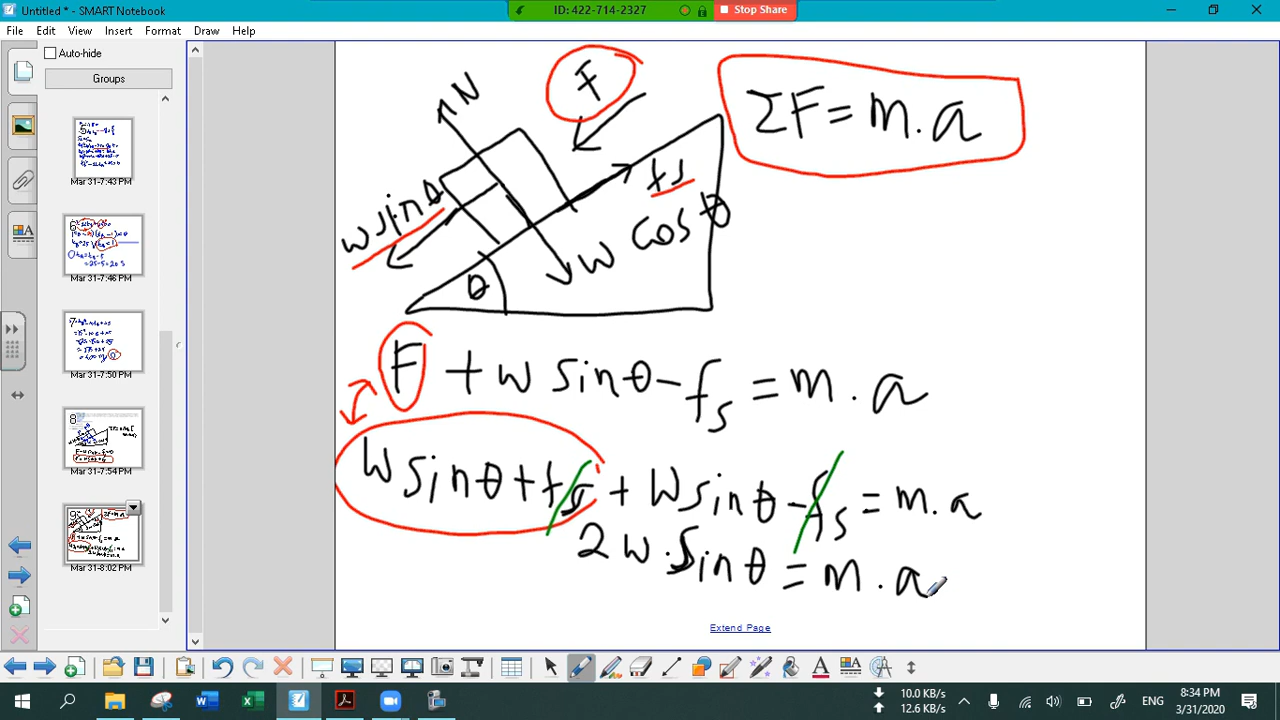 Untitled * - SMART Notebook
ID: 422-714-2327
Stop Share
File Edit View Insert Format Draw Help
Auto-hide
Groups
Mar 31-7:43 PM
Mar 31-7:46 PM
Mar 31-7:50 PM
Mar 31-7:54 PM
Mar 31-8:02 PM
N
F
ΣF = m.a
w sinθ
fs
w cosθ
θ
F + w sinθ - fs = m.a
w sinθ + fs + w sinθ - fs = m.a
2w.sinθ = m.a
Extend Page
10.0 KB/s
12.6 KB/s
ENG
8:34 PM
3/31/2020